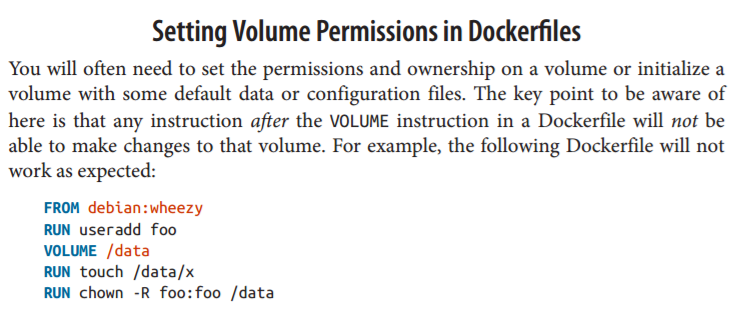 Setting Volume Permissions in Dockerfiles
You will often need to set the permissions and ownership on a volume or initialize a
volume with some default data or configuration files. The key point to be aware of
here is that any instruction after the VOLUME instruction in a Dockerfile will not be
able to make changes to that volume. For example, the following Dockerfile will not
work as expected:
FROM debian:wheezy
RUN useradd foo
VOLUME /data
RUN touch /data/x
RUN chown -R foo:foo /data